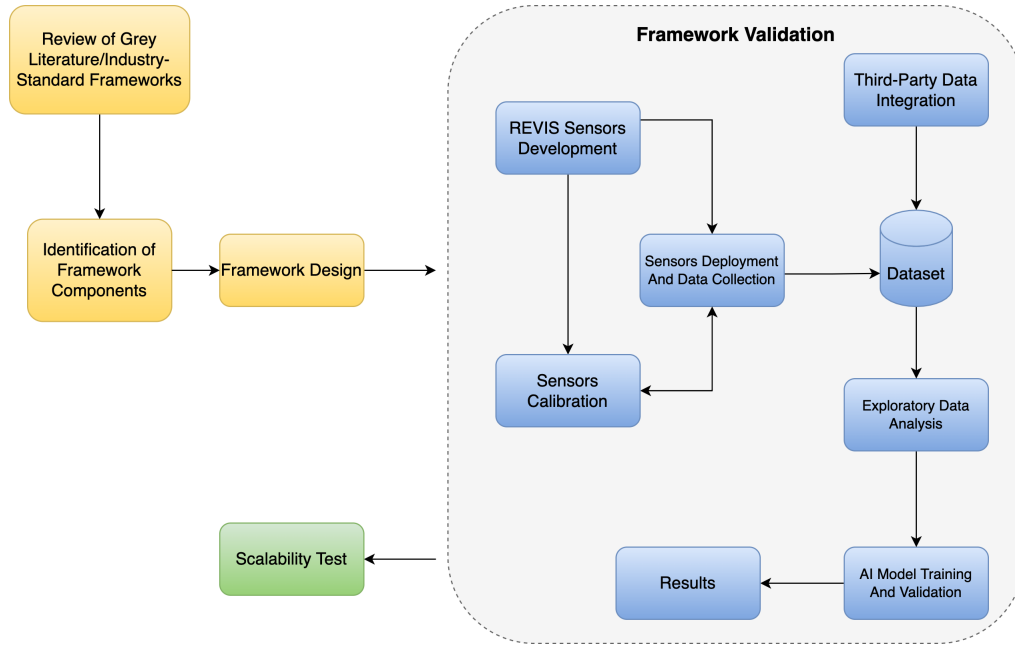 Review of Grey
Literature/Industry-
Standard Frameworks
Identification of
Framework
Components
Framework Design
Framework Validation
REVIS Sensors
Development
Third-Party Data
Integration
Sensors Deployment
And Data Collection
Dataset
Sensors
Calibration
Exploratory Data
Analysis
AI Model Training
And Validation
Results
Scalability Test